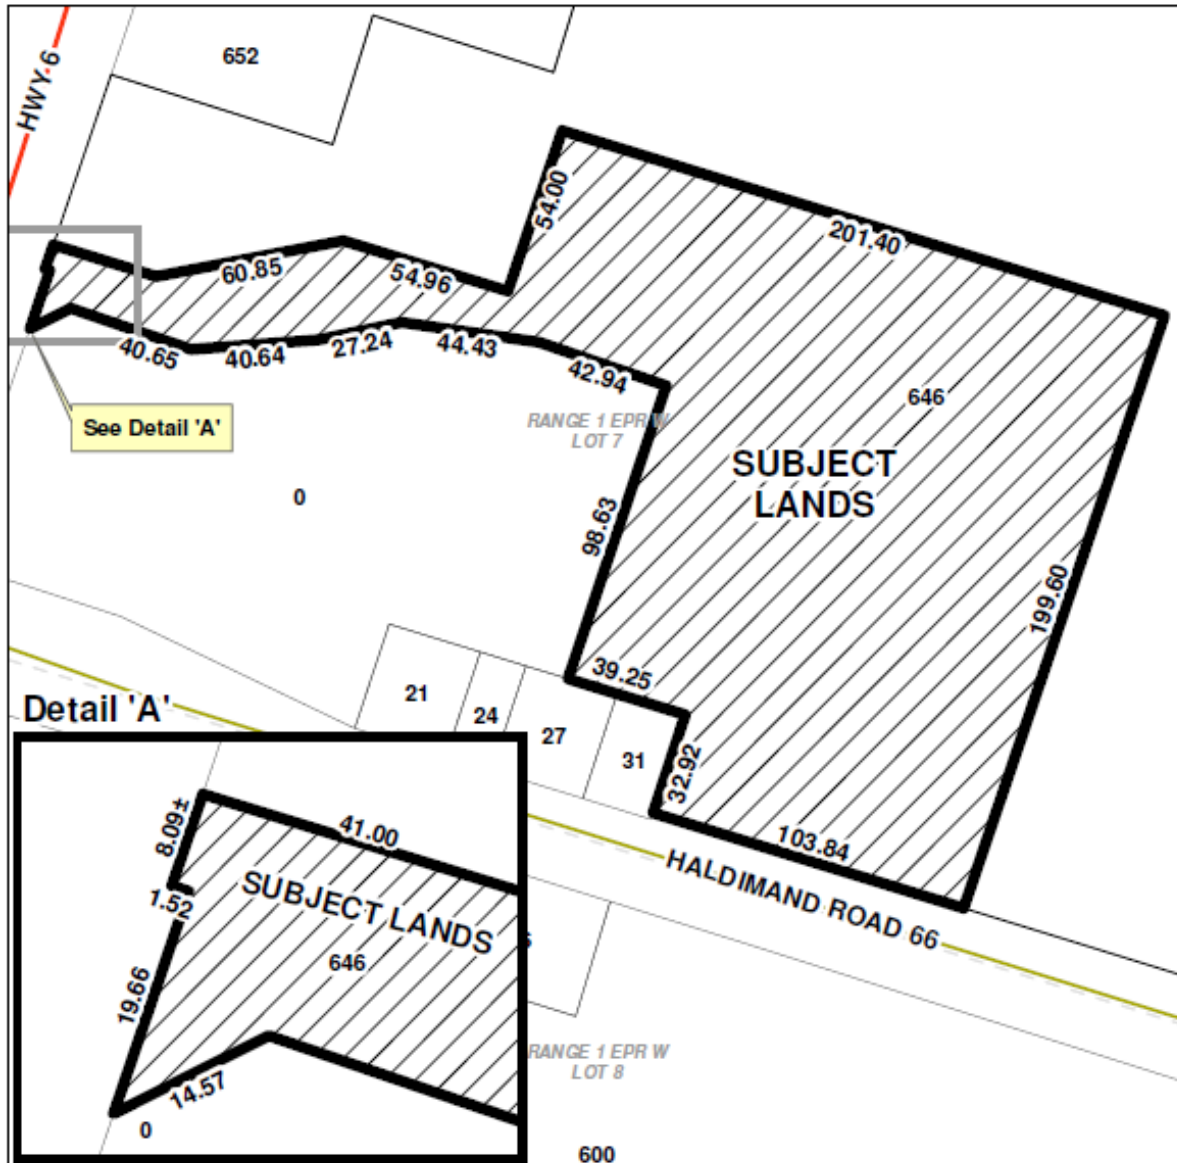 652
HWY 6
54.00
201.40
60.85
54.96
40.65
40.64
27.24
44.43
42.94
See Detail 'A'
RANGE 1 EPR W
LOT 7
646
SUBJECT
LANDS
0
98.63
199.60
39.25
21
24
27
31
32.92
103.84
HALDIMAND ROAD 66
Detail 'A'
8.09±
41.00
1.52
SUBJECT LANDS
646
19.66
14.57
0
RANGE 1 EPR W
LOT 8
600